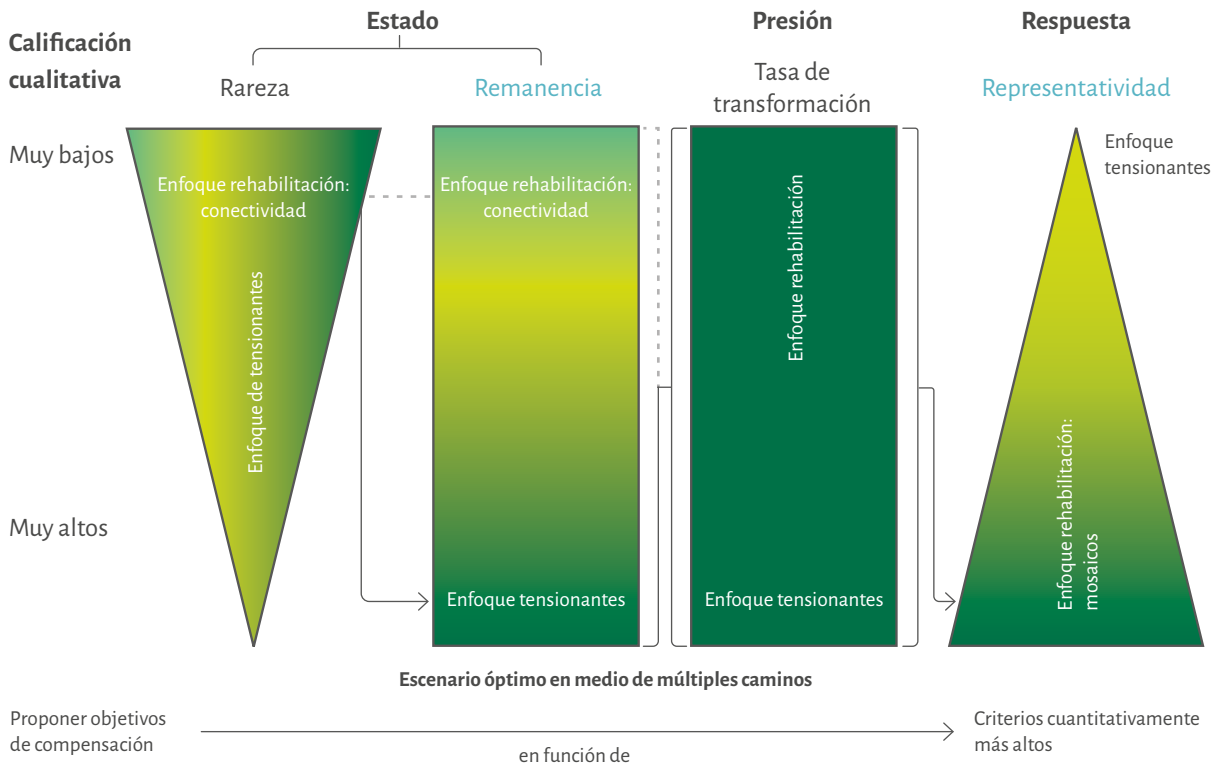 Estado
Presión
Respuesta
Calificación
cualitativa
Rareza
Remanencia
Tasa de
transformación
Representatividad
Muy bajos
Muy altos
Enfoque rehabilitación:
conectividad
Enfoque de tensionantes
Enfoque rehabilitación:
conectividad
Enfoque tensionantes
Enfoque rehabilitación
Enfoque tensionantes
Enfoque
tensionantes
Enfoque rehabilitación:
mosaicos
Escenario óptimo en medio de múltiples caminos
Proponer objetivos
de compensación
en función de
Criterios cuantitativamente
más altos